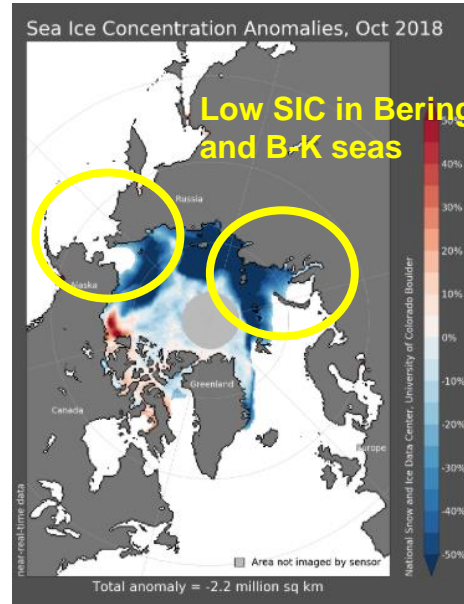 Sea Ice Concentration Anomalies, Oct 2018
Low SIC in Bering
and B-K seas
Russia
Alaska
Canada
Greenland
Europe
50%
40%
30%
20%
10%
0%
-10%
-20%
-30%
-40%
-50%
National Snow and Ice Data Center, University of Colorado Boulder
near-real-time data
Area not imaged by sensor
Total anomaly = -2.2 million sq km